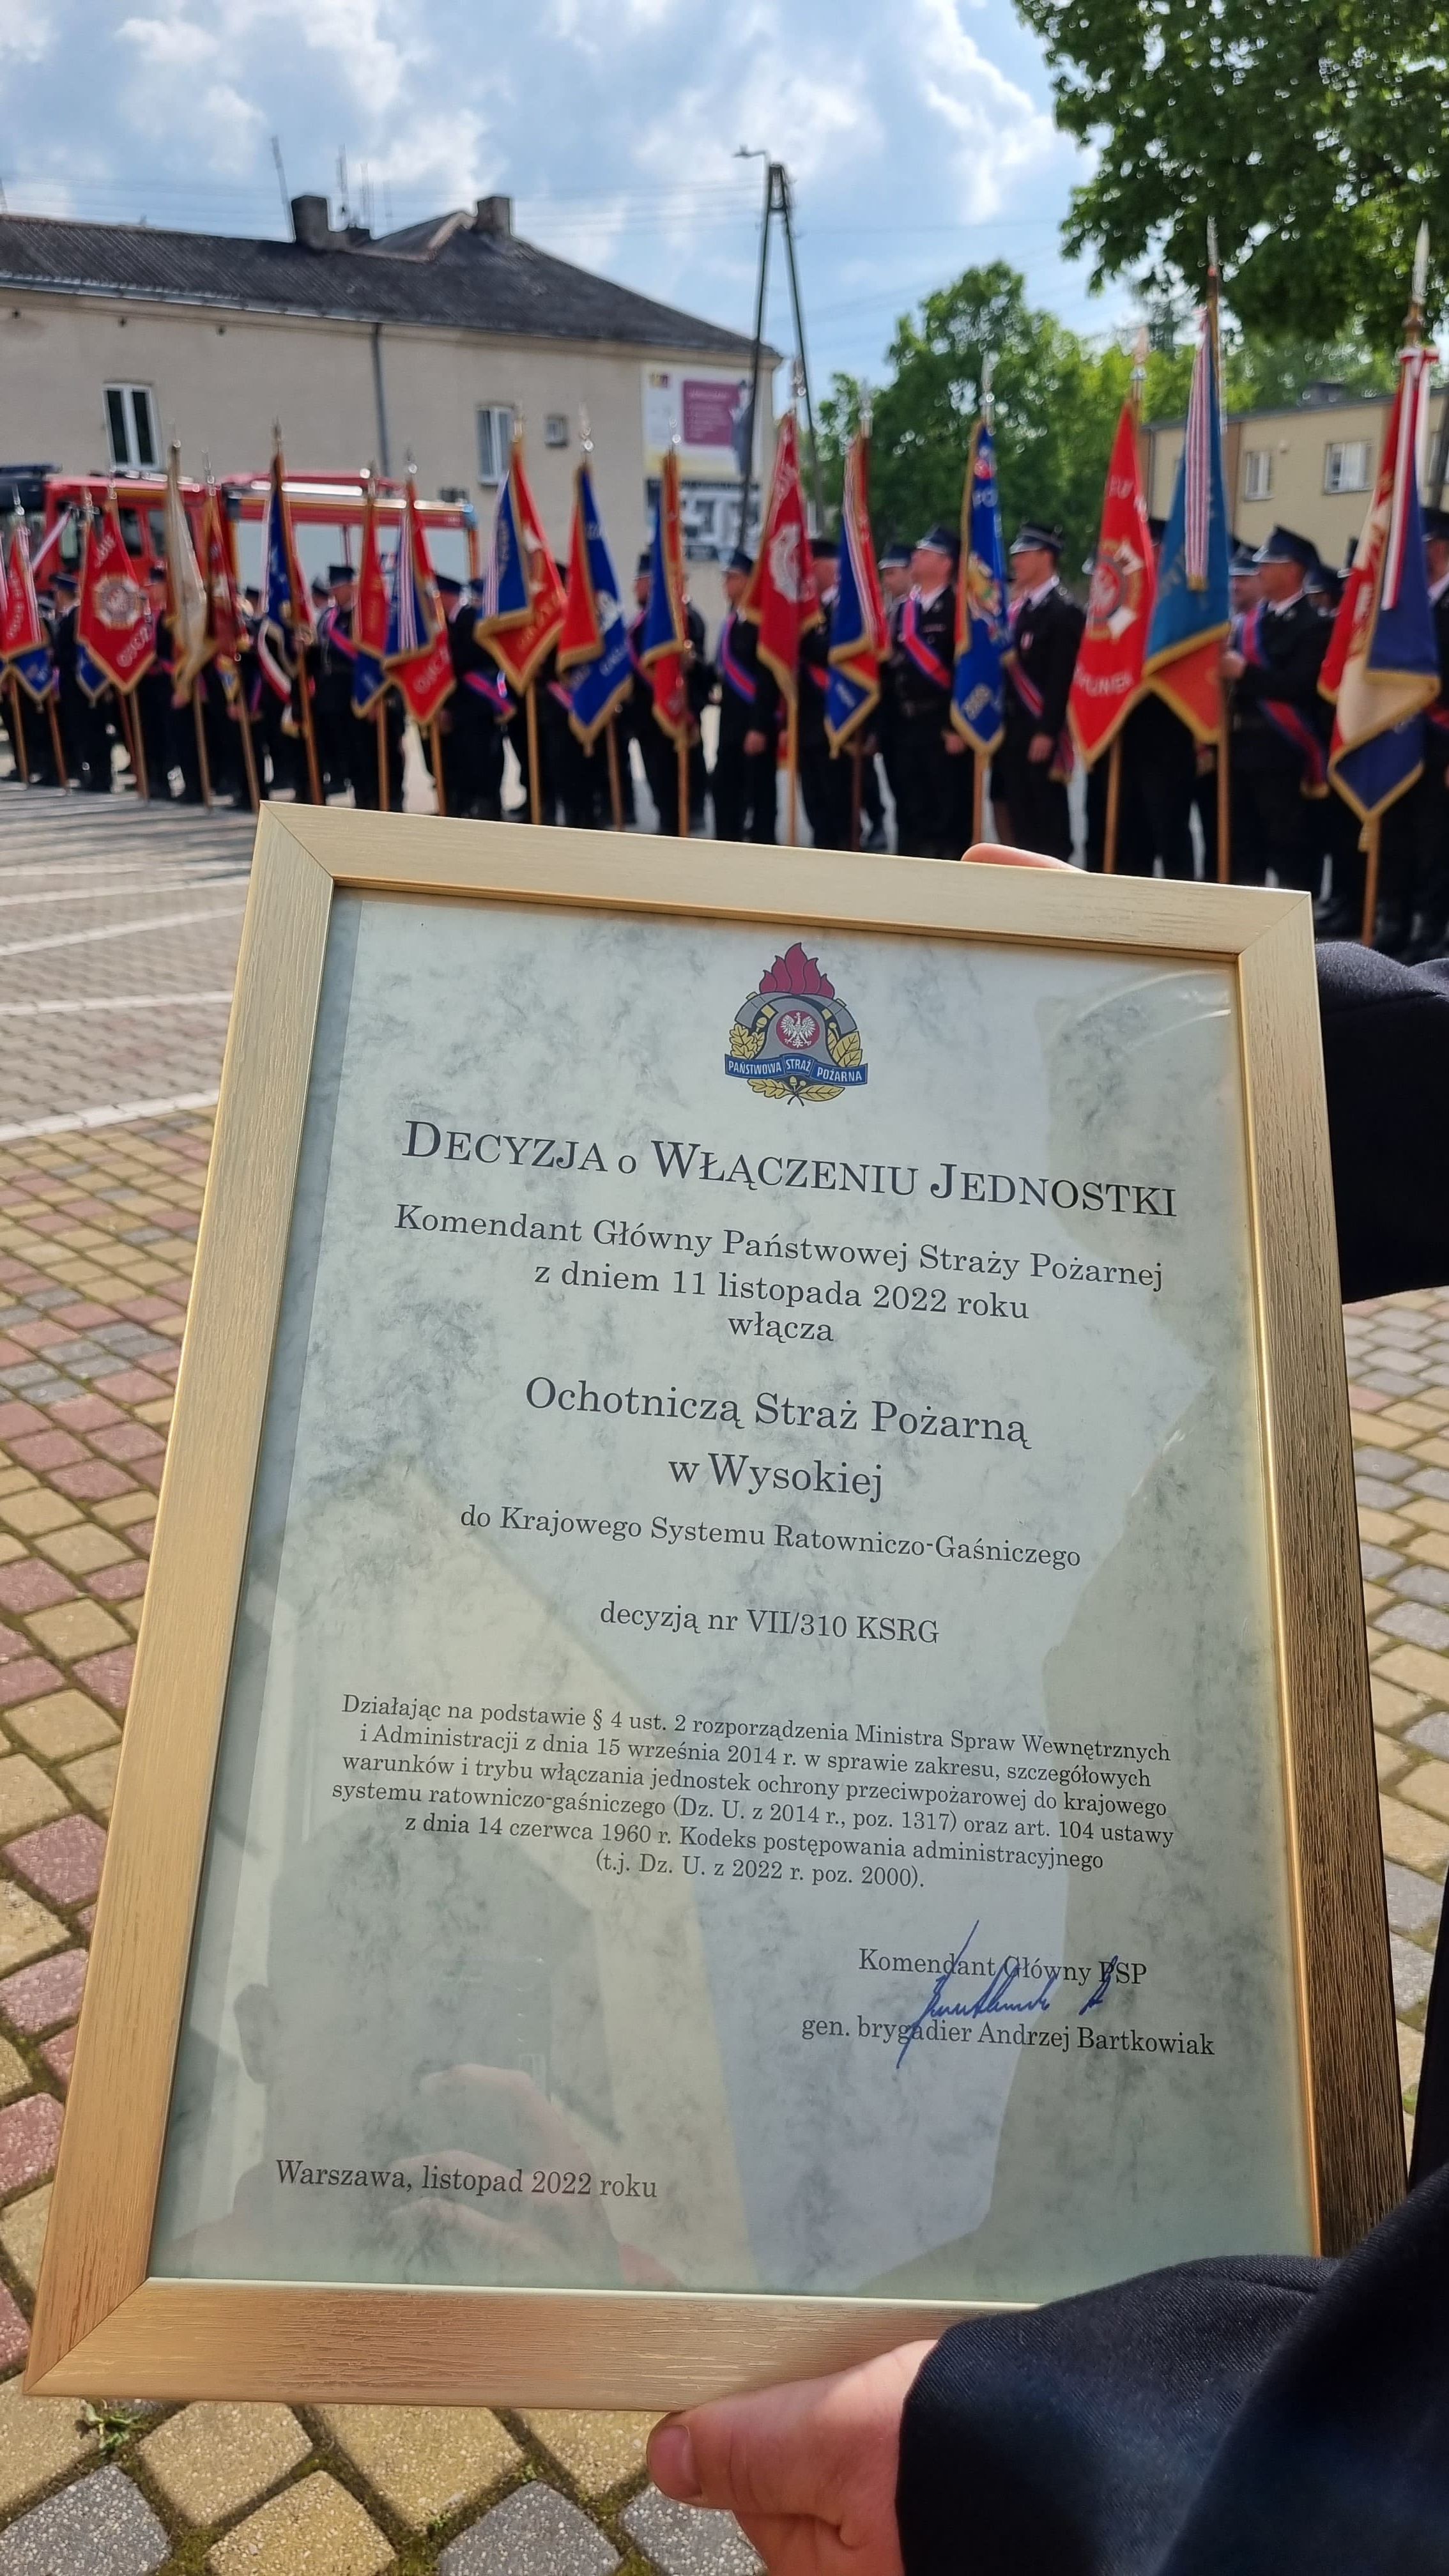 PAŃSTWOWA STRAŻ POŻARNA
DECYZJA O WŁĄCZENIU JEDNOSTKI
Komendant Główny Państwowej Straży Pożarnej
z dniem 11 listopada 2022 roku
włącza
Ochotniczą Straż Pożarną
w Wysokiej
do Krajowego Systemu Ratowniczo-Gaśniczego
decyzją nr VII/310 KSRG
Działając na podstawie § 4 ust. 2 rozporządzenia Ministra Spraw Wewnętrznych
i Administracji z dnia 15 września 2014 r. w sprawie zakresu, szczegółowych
warunków i trybu włączania jednostek ochrony przeciwpożarowej do krajowego
systemu ratowniczo-gaśniczego (Dz. U. z 2014 r., poz. 1317) oraz art. 104 ustawy
z dnia 14 czerwca 1960 r. Kodeks postępowania administracyjnego
(t.j. Dz. U. z 2022 r. poz. 2000).
Komendant Główny PSP
gen. brygadier Andrzej Bartkowiak
Warszawa, listopad 2022 roku